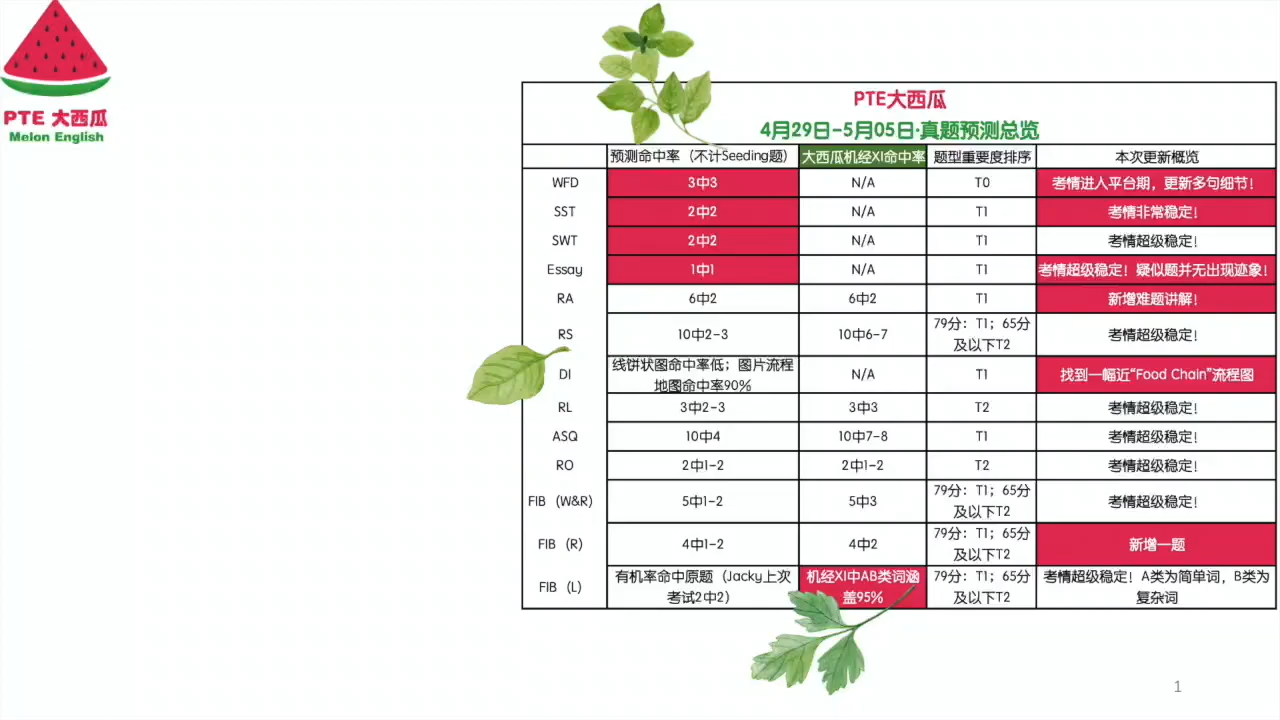 PTE 大西瓜
Melon English
PTE大西瓜
4月29日-5月05日·真题预测总览
预测命中率（不计Seeding题） 大西瓜机经XI命中率 题型重要度排序 本次更新概览
WFD 3中3 N/A T0 考情进入平台期，更新多句细节！
SST 2中2 N/A T1 考情非常稳定！
SWT 2中2 N/A T1 考情超级稳定！
Essay 1中1 N/A T1 考情超级稳定！疑似题并无出现迹象！
RA 6中2 6中2 T1 新增难题讲解！
RS 10中2-3 10中6-7 79分：T1；65分
及以下T2 考情超级稳定！
DI 线饼状图命中率低；图片流程
地图命中率90% N/A T1 找到一幅近“Food Chain”流程图
RL 3中2-3 3中3 T2 考情超级稳定！
ASQ 10中4 10中7-8 T1 考情超级稳定！
RO 2中1-2 2中1-2 T2 考情超级稳定！
FIB（W&R） 5中1-2 5中3 79分：T1；65分
及以下T2 考情超级稳定！
FIB（R） 4中1-2 4中2 79分：T1；65分
及以下T2 新增一题
FIB（L） 有机率命中原题（Jacky上次
考试2中2） 机经XI中AB类词涵
盖95% 79分：T1；65分
及以下T2 考情超级稳定！A类为简单词，B类为
复杂词
1